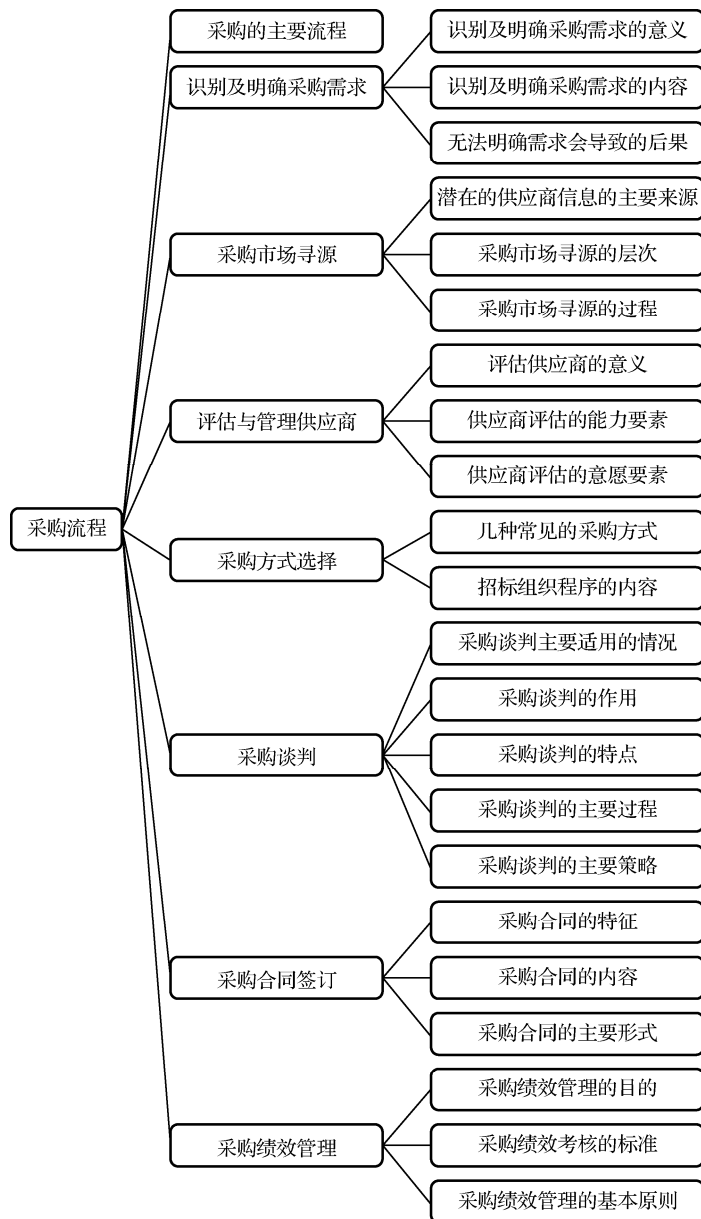 采购流程
采购的主要流程
识别及明确采购需求
识别及明确采购需求的意义
识别及明确采购需求的内容
无法明确需求会导致的后果
采购市场寻源
潜在的供应商信息的主要来源
采购市场寻源的层次
采购市场寻源的过程
评估与管理供应商
评估供应商的意义
供应商评估的能力要素
供应商评估的意愿要素
采购方式选择
几种常见的采购方式
招标组织程序的内容
采购谈判
采购谈判主要适用的情况
采购谈判的作用
采购谈判的特点
采购谈判的主要过程
采购谈判的主要策略
采购合同签订
采购合同的特征
采购合同的内容
采购合同的主要形式
采购绩效管理
采购绩效管理的目的
采购绩效考核的标准
采购绩效管理的基本原则